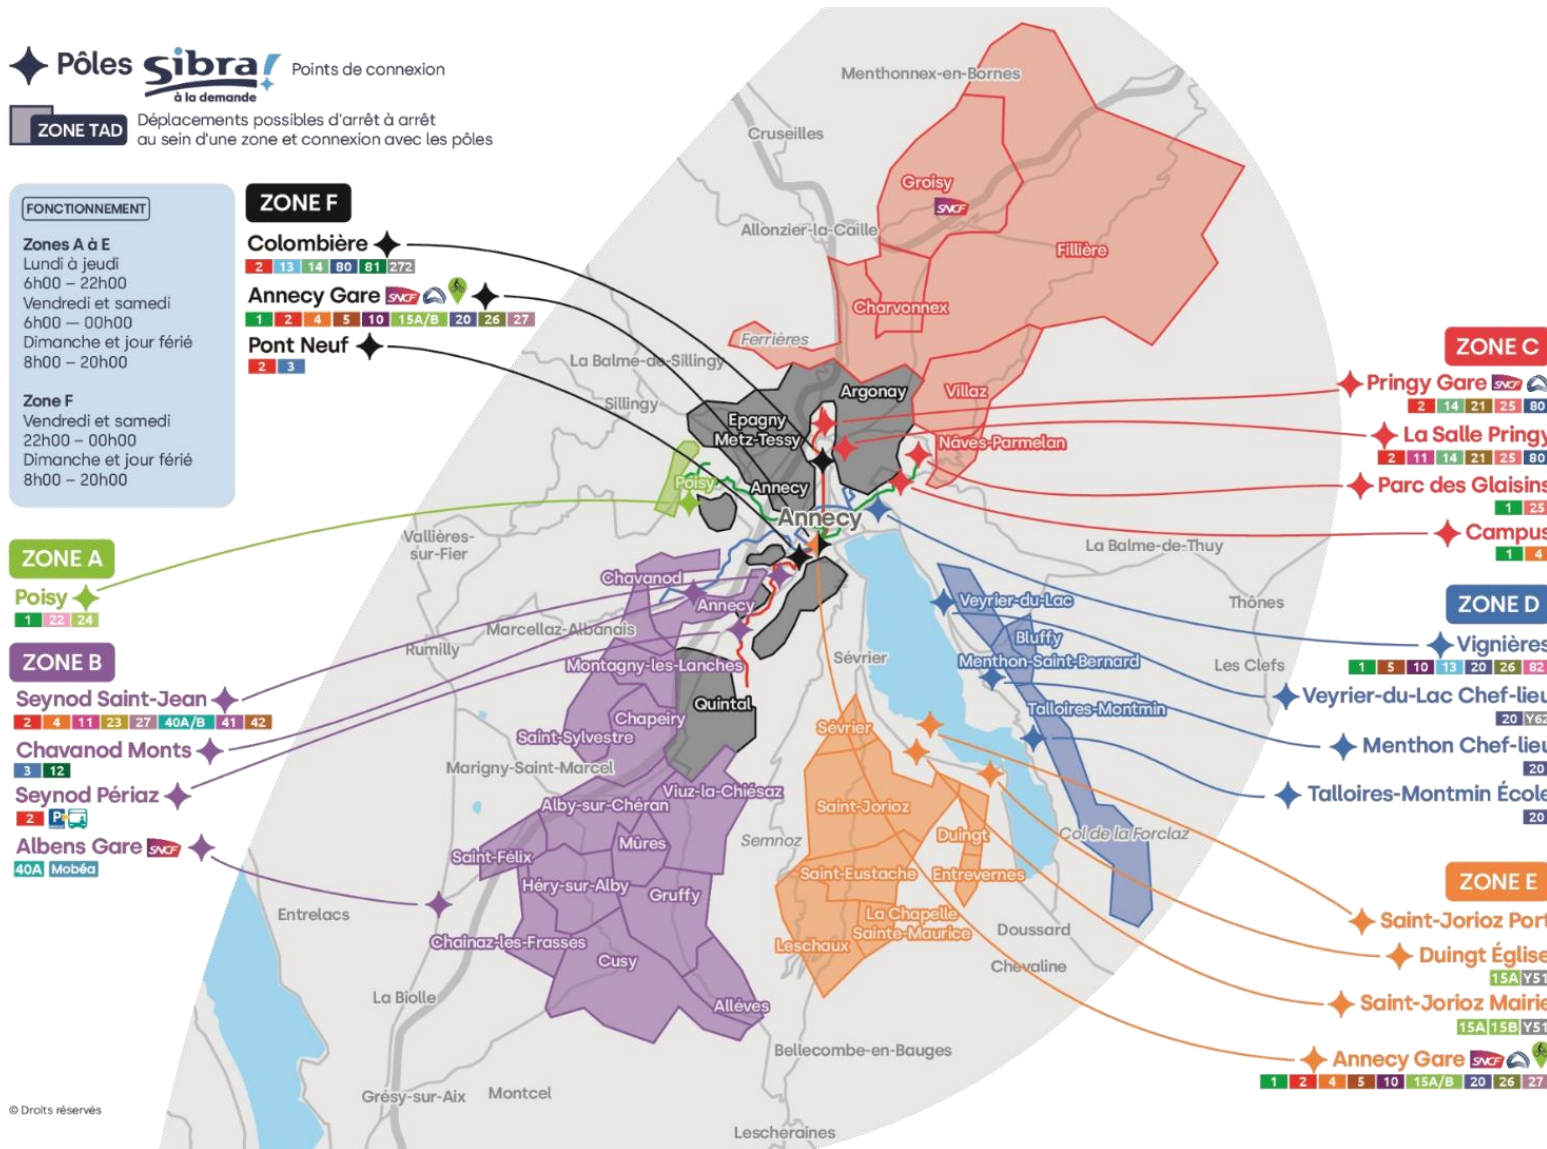 Pôles sibra!
à la demande
Points de connexion
ZONE TAD
Déplacements possibles d'arrêt à arrêt
au sein d'une zone et connexion avec les pôles
FONCTIONNEMENT
Zones A à E
Lundi à jeudi
6h00 – 22h00
Vendredi et samedi
6h00 — 00h00
Dimanche et jour férié
8h00 – 20h00
Zone F
Vendredi et samedi
22h00 – 00h00
Dimanche et jour férié
8h00 – 20h00
ZONE F
Colombière
2 13 14 80 81 272
Annecy Gare SNCF
1 2 4 5 10 15A/B 20 26 27
Pont Neuf
2 3
ZONE A
Poisy
1 22 24
ZONE B
Seynod Saint-Jean
2 4 11 23 27 40A/B 41 42
Chavanod Monts
3 12
Seynod Périaz
2 P
Albens Gare SNCF
40A Mobéa
Menthonnex-en-Bornes
Cruseilles
Groisy
SNCF
Allonzier-la-Caille
Fillière
Charvonnex
Ferrières
La Balme-de-Sillingy
Sillingy
Argonay
Villaz
Epagny
Metz-Tessy
Nâves-Parmelan
Poisy
Annecy
Annecy
Vallières-
sur-Fier
La Balme-de-Thuy
Chavanod
Annecy
Veyrier-du-Lac
Thônes
Marcellaz-Albanais
Bluffy
Rumilly
Sévrier
Menthon-Saint-Bernard
Les Clefs
Montagny-les-Lanches
Quintal
Talloires-Montmin
Chapeiry
Saint-Sylvestre
Sévrier
Marigny-Saint-Marcel
Viuz-la-Chiésaz
Alby-sur-Chéran
Saint-Jorioz
Mûres
Semnoz
Duingt
Col de la Forclaz
Saint-Félix
Saint-Eustache
Entrevernes
Héry-sur-Alby
Gruffy
Entrelacs
La Chapelle
Sainte-Maurice
Doussard
Chainaz-les-Frasses
Leschaux
Cusy
Chevaline
La Biolle
Allèves
Bellecombe-en-Bauges
Grésy-sur-Aix
Montcel
Lescheraines
ZONE C
Pringy Gare SNCF
2 14 21 25 80
La Salle Pringy
2 11 14 21 25 80
Parc des Glaisins
1 25
Campus
1 4
ZONE D
Vignières
1 5 10 13 20 26 82
Veyrier-du-Lac Chef-lieu
20 Y62
Menthon Chef-lieu
20
Talloires-Montmin École
20
ZONE E
Saint-Jorioz Port
Duingt Église
15A Y51
Saint-Jorioz Mairie
15A 15B Y51
Annecy Gare SNCF
1 2 4 5 10 15A/B 20 26 27
© Droits réservés